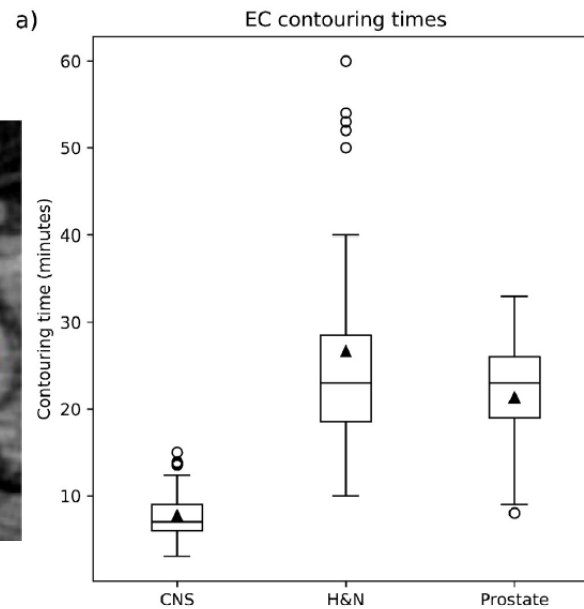 a)
EC contouring times
Contouring time (minutes)
60
50
40
30
20
10
CNS
H&N
Prostate